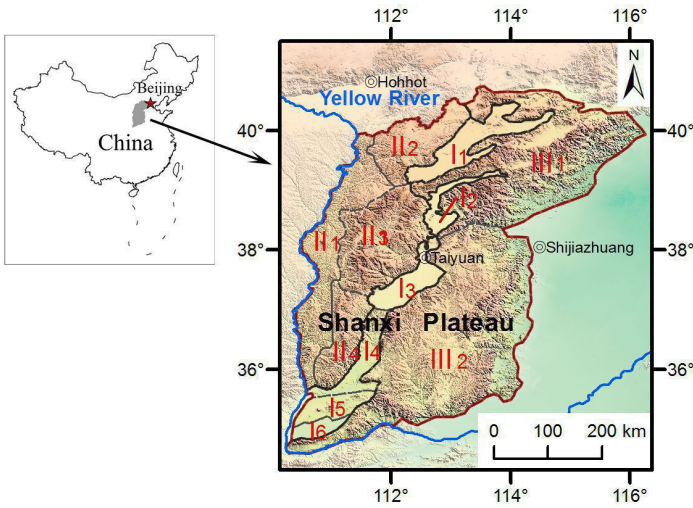 Beijing
China
112°
114°
116°
Hohhot
N
Yellow River
40°
40°
II2
I1
III1
I2
II1
II3
38°
38°
Taiyuan
Shijiazhuang
I3
Shanxi Plateau
II4
I4
III2
36°
36°
I5
I6
0 100 200 km
112°
114°
116°